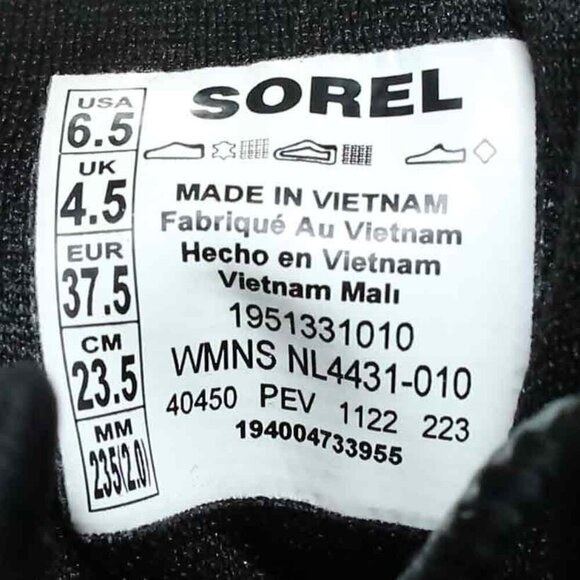 SOREL
USA
6.5
UK
4.5
EUR
37.5
CM
23.5
MM
235(2.0)
MADE IN VIETNAM
Fabriqué Au Vietnam
Hecho en Vietnam
Vietnam Malı
1951331010
WMNS NL4431-010
40450 PEV 1122 223
194004733955